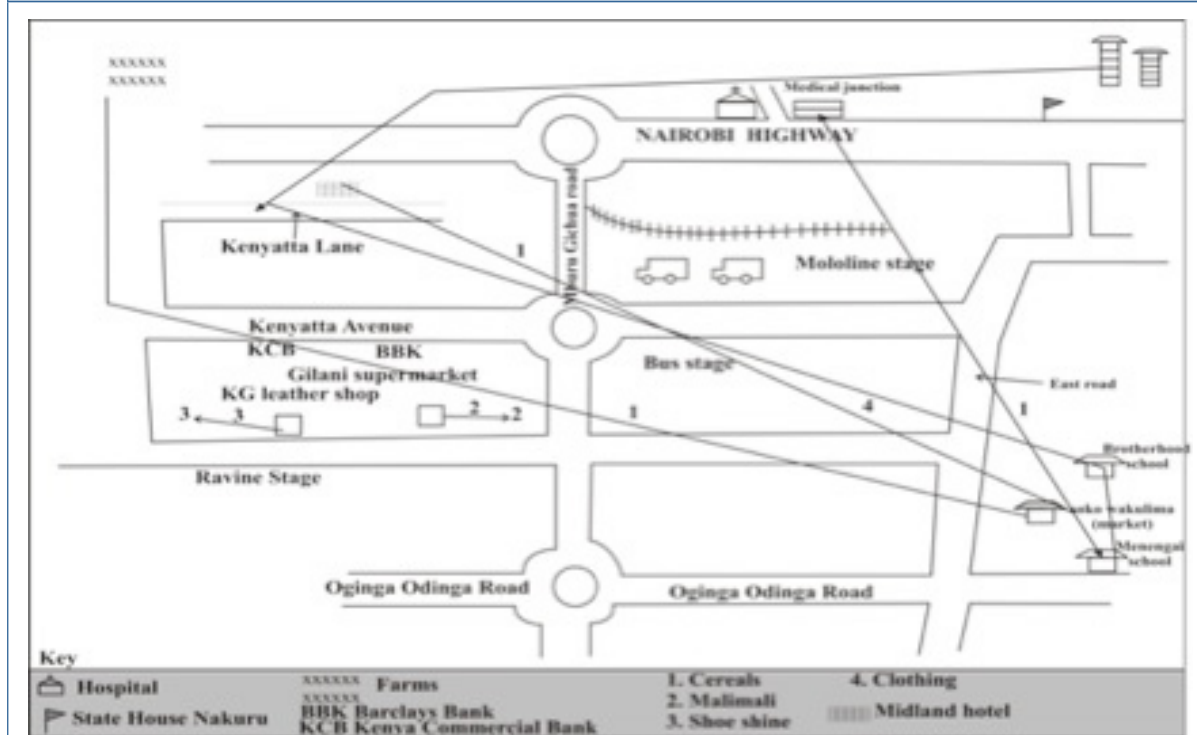 xxxxxx
xxxxxx
Medical junction
NAIROBI HIGHWAY
Mburu Gichua road
Kenyatta Lane
1
Mololine stage
Kenyatta Avenue
KCB
BBK
Bus stage
Gilani supermarket
KG leather shop
East road
3
3
2
2
1
4
1
Brotherhood
school
Ravine Stage
wakulima
(market)
Menengai
school
Oginga Odinga Road
Oginga Odinga Road
Key
Hospital
State House Nakuru
xxxxxx
xxxxxx
Farms
BBK Barclays Bank
KCB Kenya Commercial Bank
1. Cereals
2. Malimali
3. Shoe shine
4. Clothing
Midland hotel